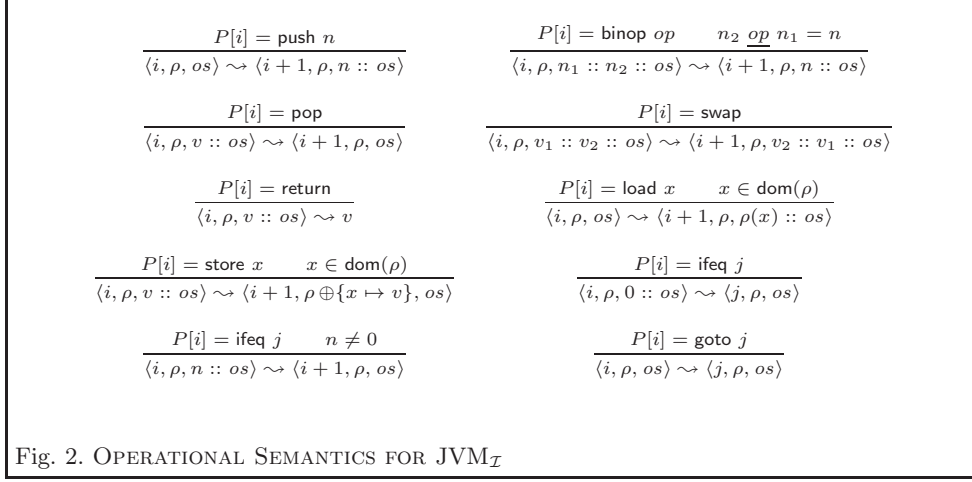 P[i] = push n    P[i] = binop op    n₂ op n₁ = n
⟨i, ρ, os⟩ ⇝ ⟨i + 1, ρ, n :: os⟩    ⟨i, ρ, n₁ :: n₂ :: os⟩ ⇝ ⟨i + 1, ρ, n :: os⟩
P[i] = pop    P[i] = swap
⟨i, ρ, v :: os⟩ ⇝ ⟨i + 1, ρ, os⟩    ⟨i, ρ, v₁ :: v₂ :: os⟩ ⇝ ⟨i + 1, ρ, v₂ :: v₁ :: os⟩
P[i] = return    P[i] = load x    x ∈ dom(ρ)
⟨i, ρ, v :: os⟩ ⇝ v    ⟨i, ρ, os⟩ ⇝ ⟨i + 1, ρ, ρ(x) :: os⟩
P[i] = store x    x ∈ dom(ρ)    P[i] = ifeq j
⟨i, ρ, v :: os⟩ ⇝ ⟨i + 1, ρ ⊕{x ↦ v}, os⟩    ⟨i, ρ, 0 :: os⟩ ⇝ ⟨j, ρ, os⟩
P[i] = ifeq j    n ≠ 0    P[i] = goto j
⟨i, ρ, n :: os⟩ ⇝ ⟨i + 1, ρ, os⟩    ⟨i, ρ, os⟩ ⇝ ⟨j, ρ, os⟩
Fig. 2. Operational Semantics for JVM_ℐ